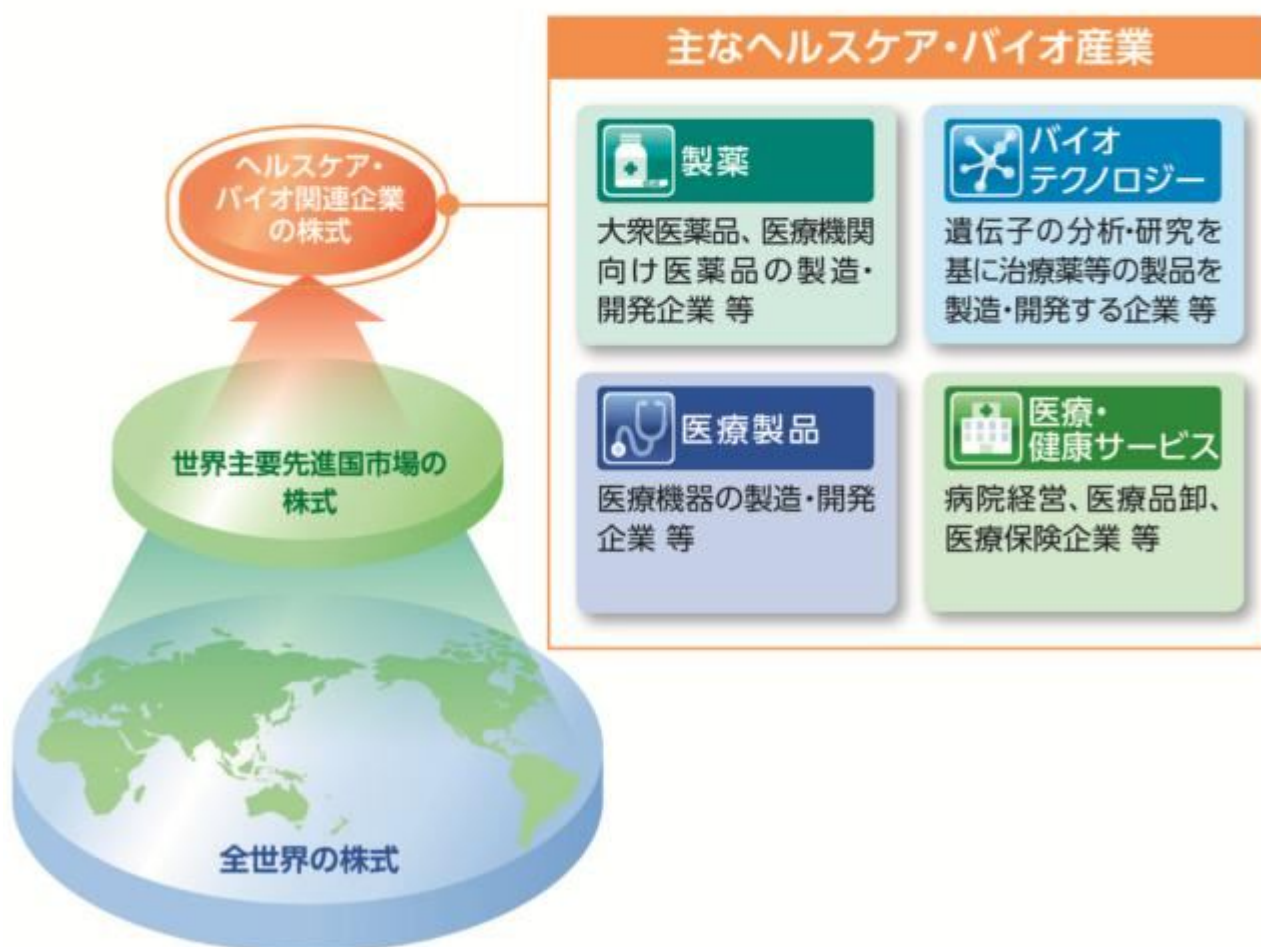 主なヘルスケア・バイオ産業
製薬
大衆医薬品、医療機関
向け医薬品の製造・
開発企業 等
バイオ
テクノロジー
遺伝子の分析・研究を
基に治療薬等の製品を
製造・開発する企業 等
医療製品
医療機器の製造・開発
企業 等
医療・
健康サービス
病院経営、医療品卸、
医療保険企業 等
ヘルスケア・
バイオ関連企業
の株式
世界主要先進国市場の
株式
全世界の株式